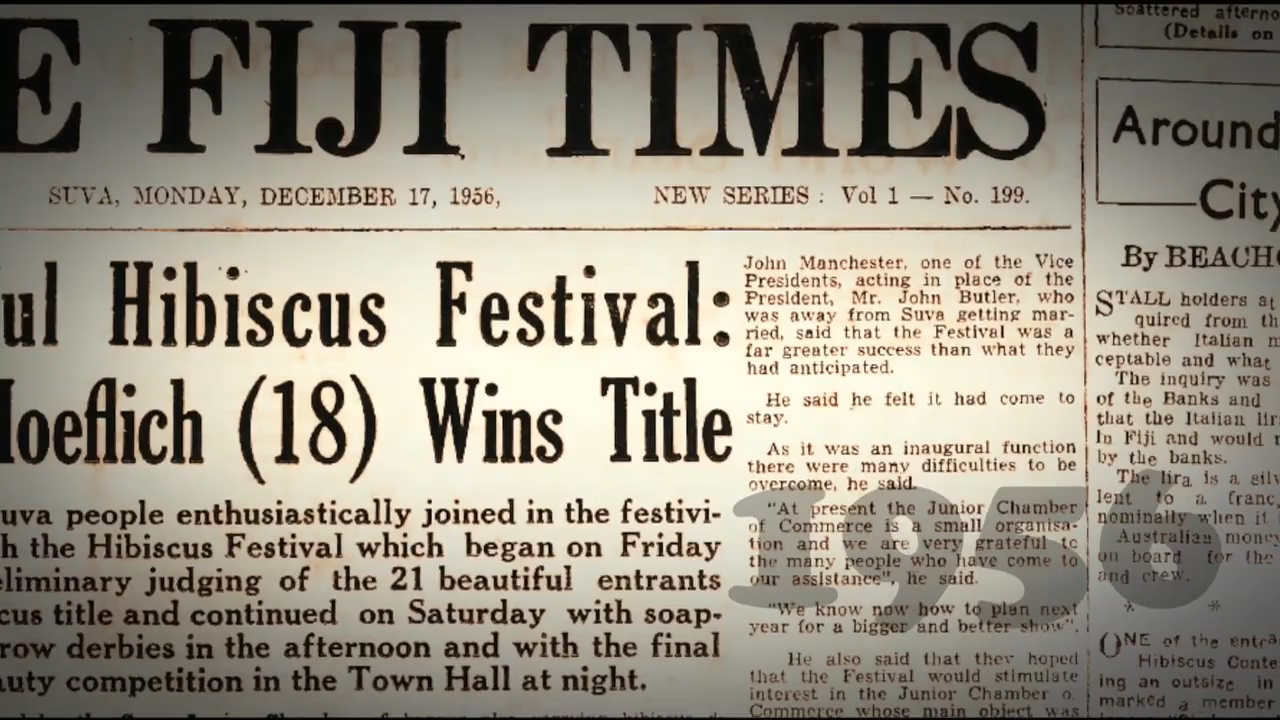 E FIJI TIMES
SUVA, MONDAY, DECEMBER 17, 1956,
NEW SERIES : Vol 1 — No. 199.
ul Hibiscus Festival:
oeflich (18) Wins Title
uva people enthusiastically joined in the festivi-
h the Hibiscus Festival which began on Friday
eliminary judging of the 21 beautiful entrants
cus title and continued on Saturday with soap-
row derbies in the afternoon and with the final
auty competition in the Town Hall at night.
John Manchester, one of the Vice
Presidents, acting in place of the
President, Mr. John Butler, who
was away from Suva getting mar-
ried, said that the Festival was a
far greater success than what they
had anticipated.
He said he felt it had come to
stay.
As it was an inaugural function
there were many difficulties to be
overcome, he said.
"At present the Junior Chamber
of Commerce is a small organisa-
tion and we are very grateful to
the many people who have come to
our assistance", he said.
"We know now how to plan next
year for a bigger and better show".
He also said that they hoped
that the Festival would stimulate
interest in the Junior Chamber o
Commerce whose main object was
1956
Scattered afterno
(Details on
Around
City
By BEACHC
STALL holders at
quired from th
whether Italian m
ceptable and what
The inquiry was
of the Banks and
that the Italian lir
in Fiji and would n
by the banks.
The lira is a silv
lent to a franc
nominally when it
Australian money
on board for the
and crew.
* *
ONE of the entra
Hibiscus Conte
ing an outsize in
marked a member